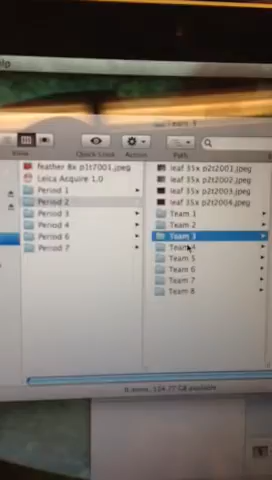 elp
Team 3
View
Quick Look
Action
Path
feather 8x p1t7001.jpeg
Leica Acquire 1.0
Period 1
Period 2
Period 3
Period 4
Period 6
Period 7
leaf 35x p2t2001.jpeg
leaf 35x p2t2002.jpeg
leaf 35x p2t2003.jpeg
leaf 35x p2t2004.jpeg
Team 1
Team 2
Team 3
Team 4
Team 5
Team 6
Team 7
Team 8